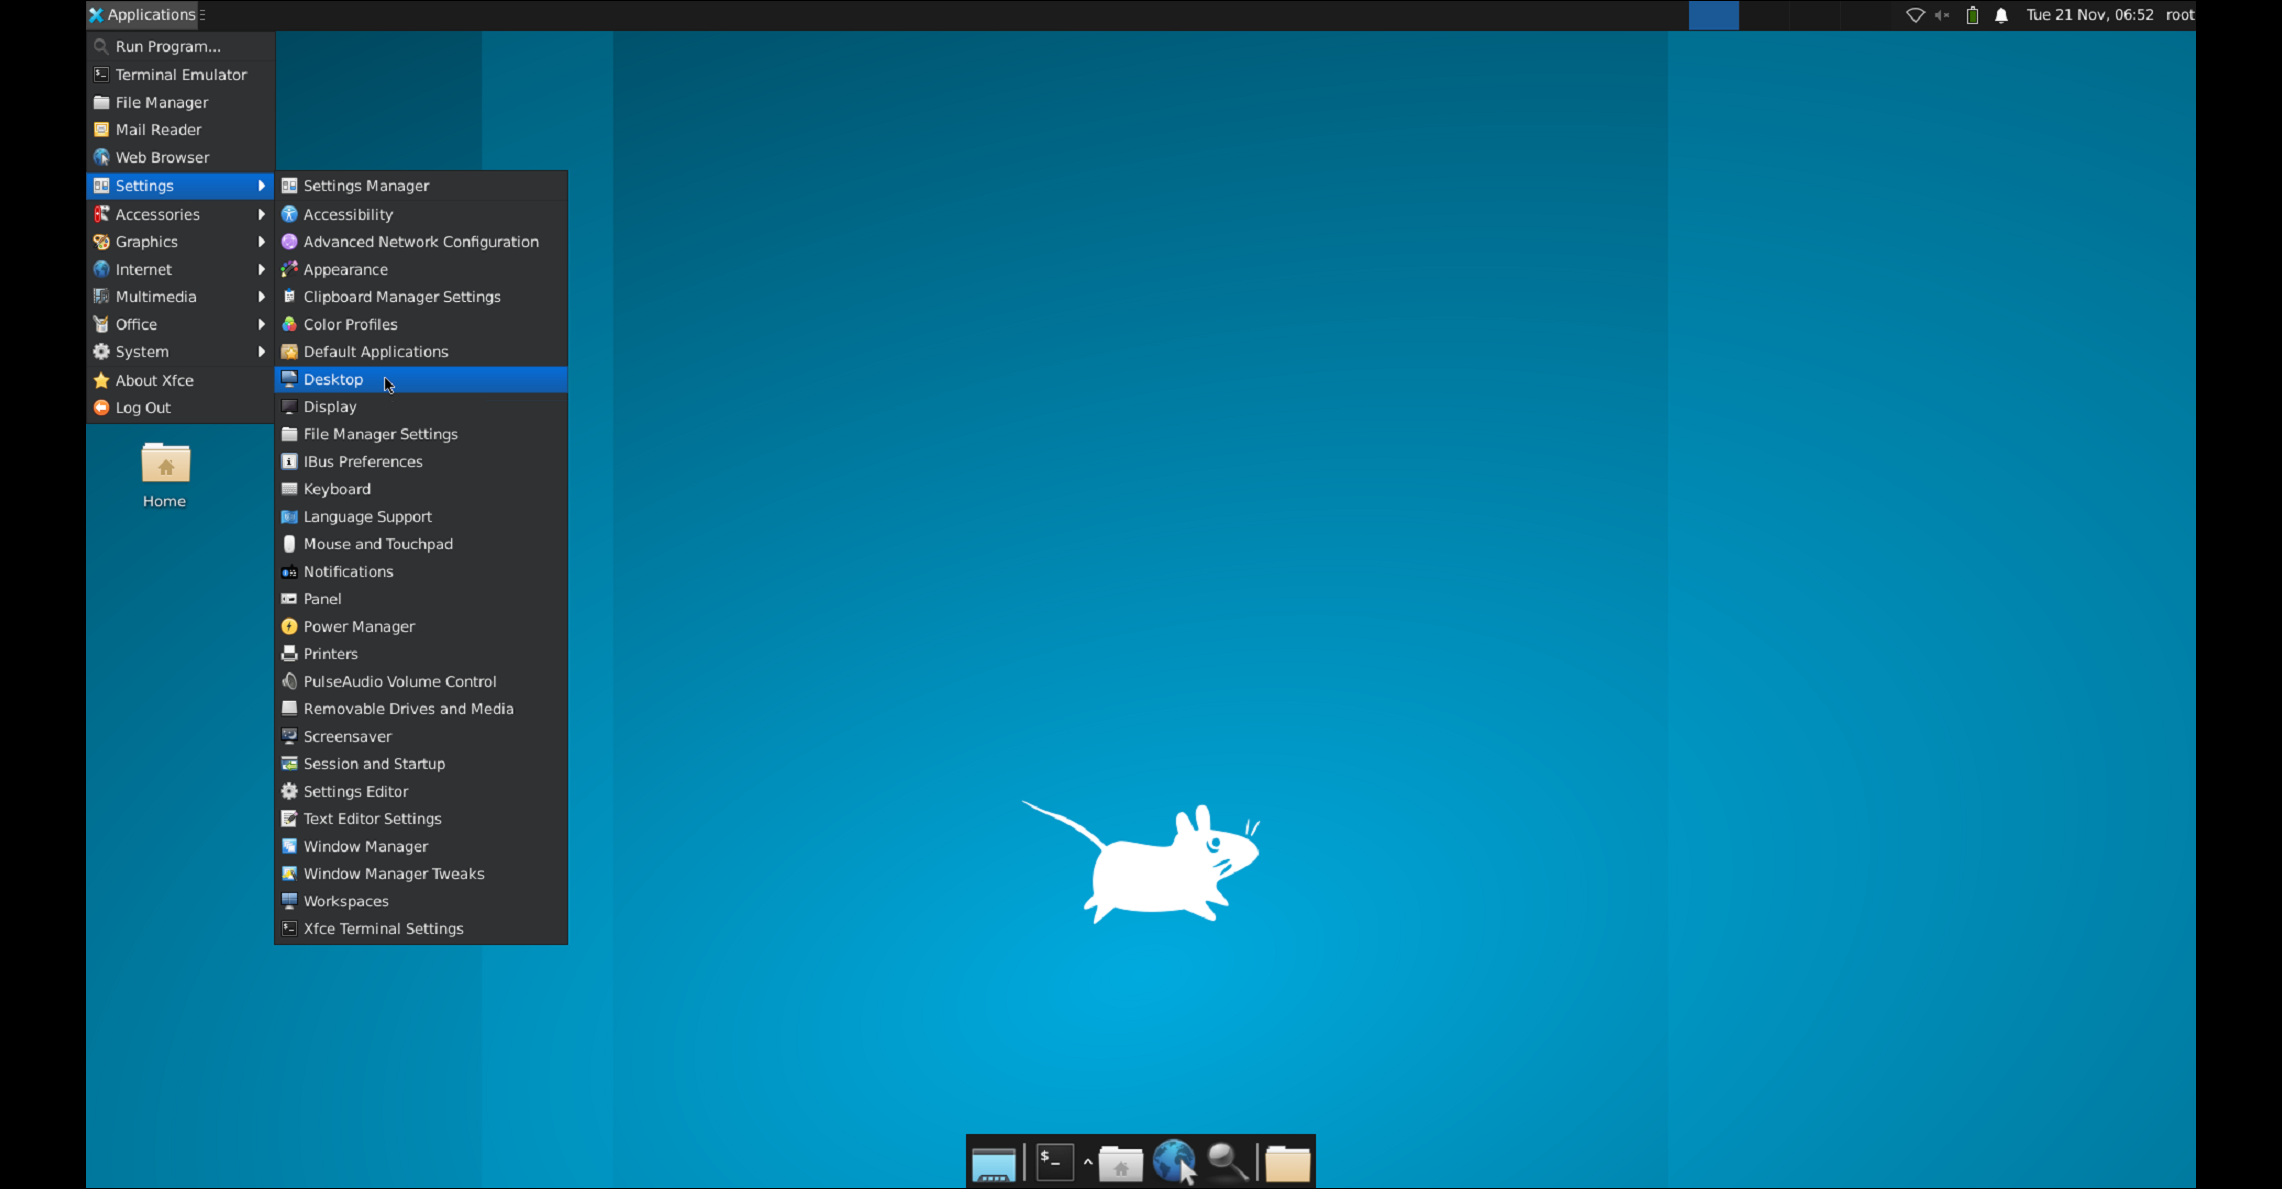 Applications
Tue 21 Nov, 06:52 root
Run Program...
Terminal Emulator
File Manager
Mail Reader
Web Browser
Settings
Accessories
Graphics
Internet
Multimedia
Office
System
About Xfce
Log Out
Settings Manager
Accessibility
Advanced Network Configuration
Appearance
Clipboard Manager Settings
Color Profiles
Default Applications
Desktop
Display
File Manager Settings
IBus Preferences
Keyboard
Language Support
Mouse and Touchpad
Notifications
Panel
Power Manager
Printers
PulseAudio Volume Control
Removable Drives and Media
Screensaver
Session and Startup
Settings Editor
Text Editor Settings
Window Manager
Window Manager Tweaks
Workspaces
Xfce Terminal Settings
Home
$_